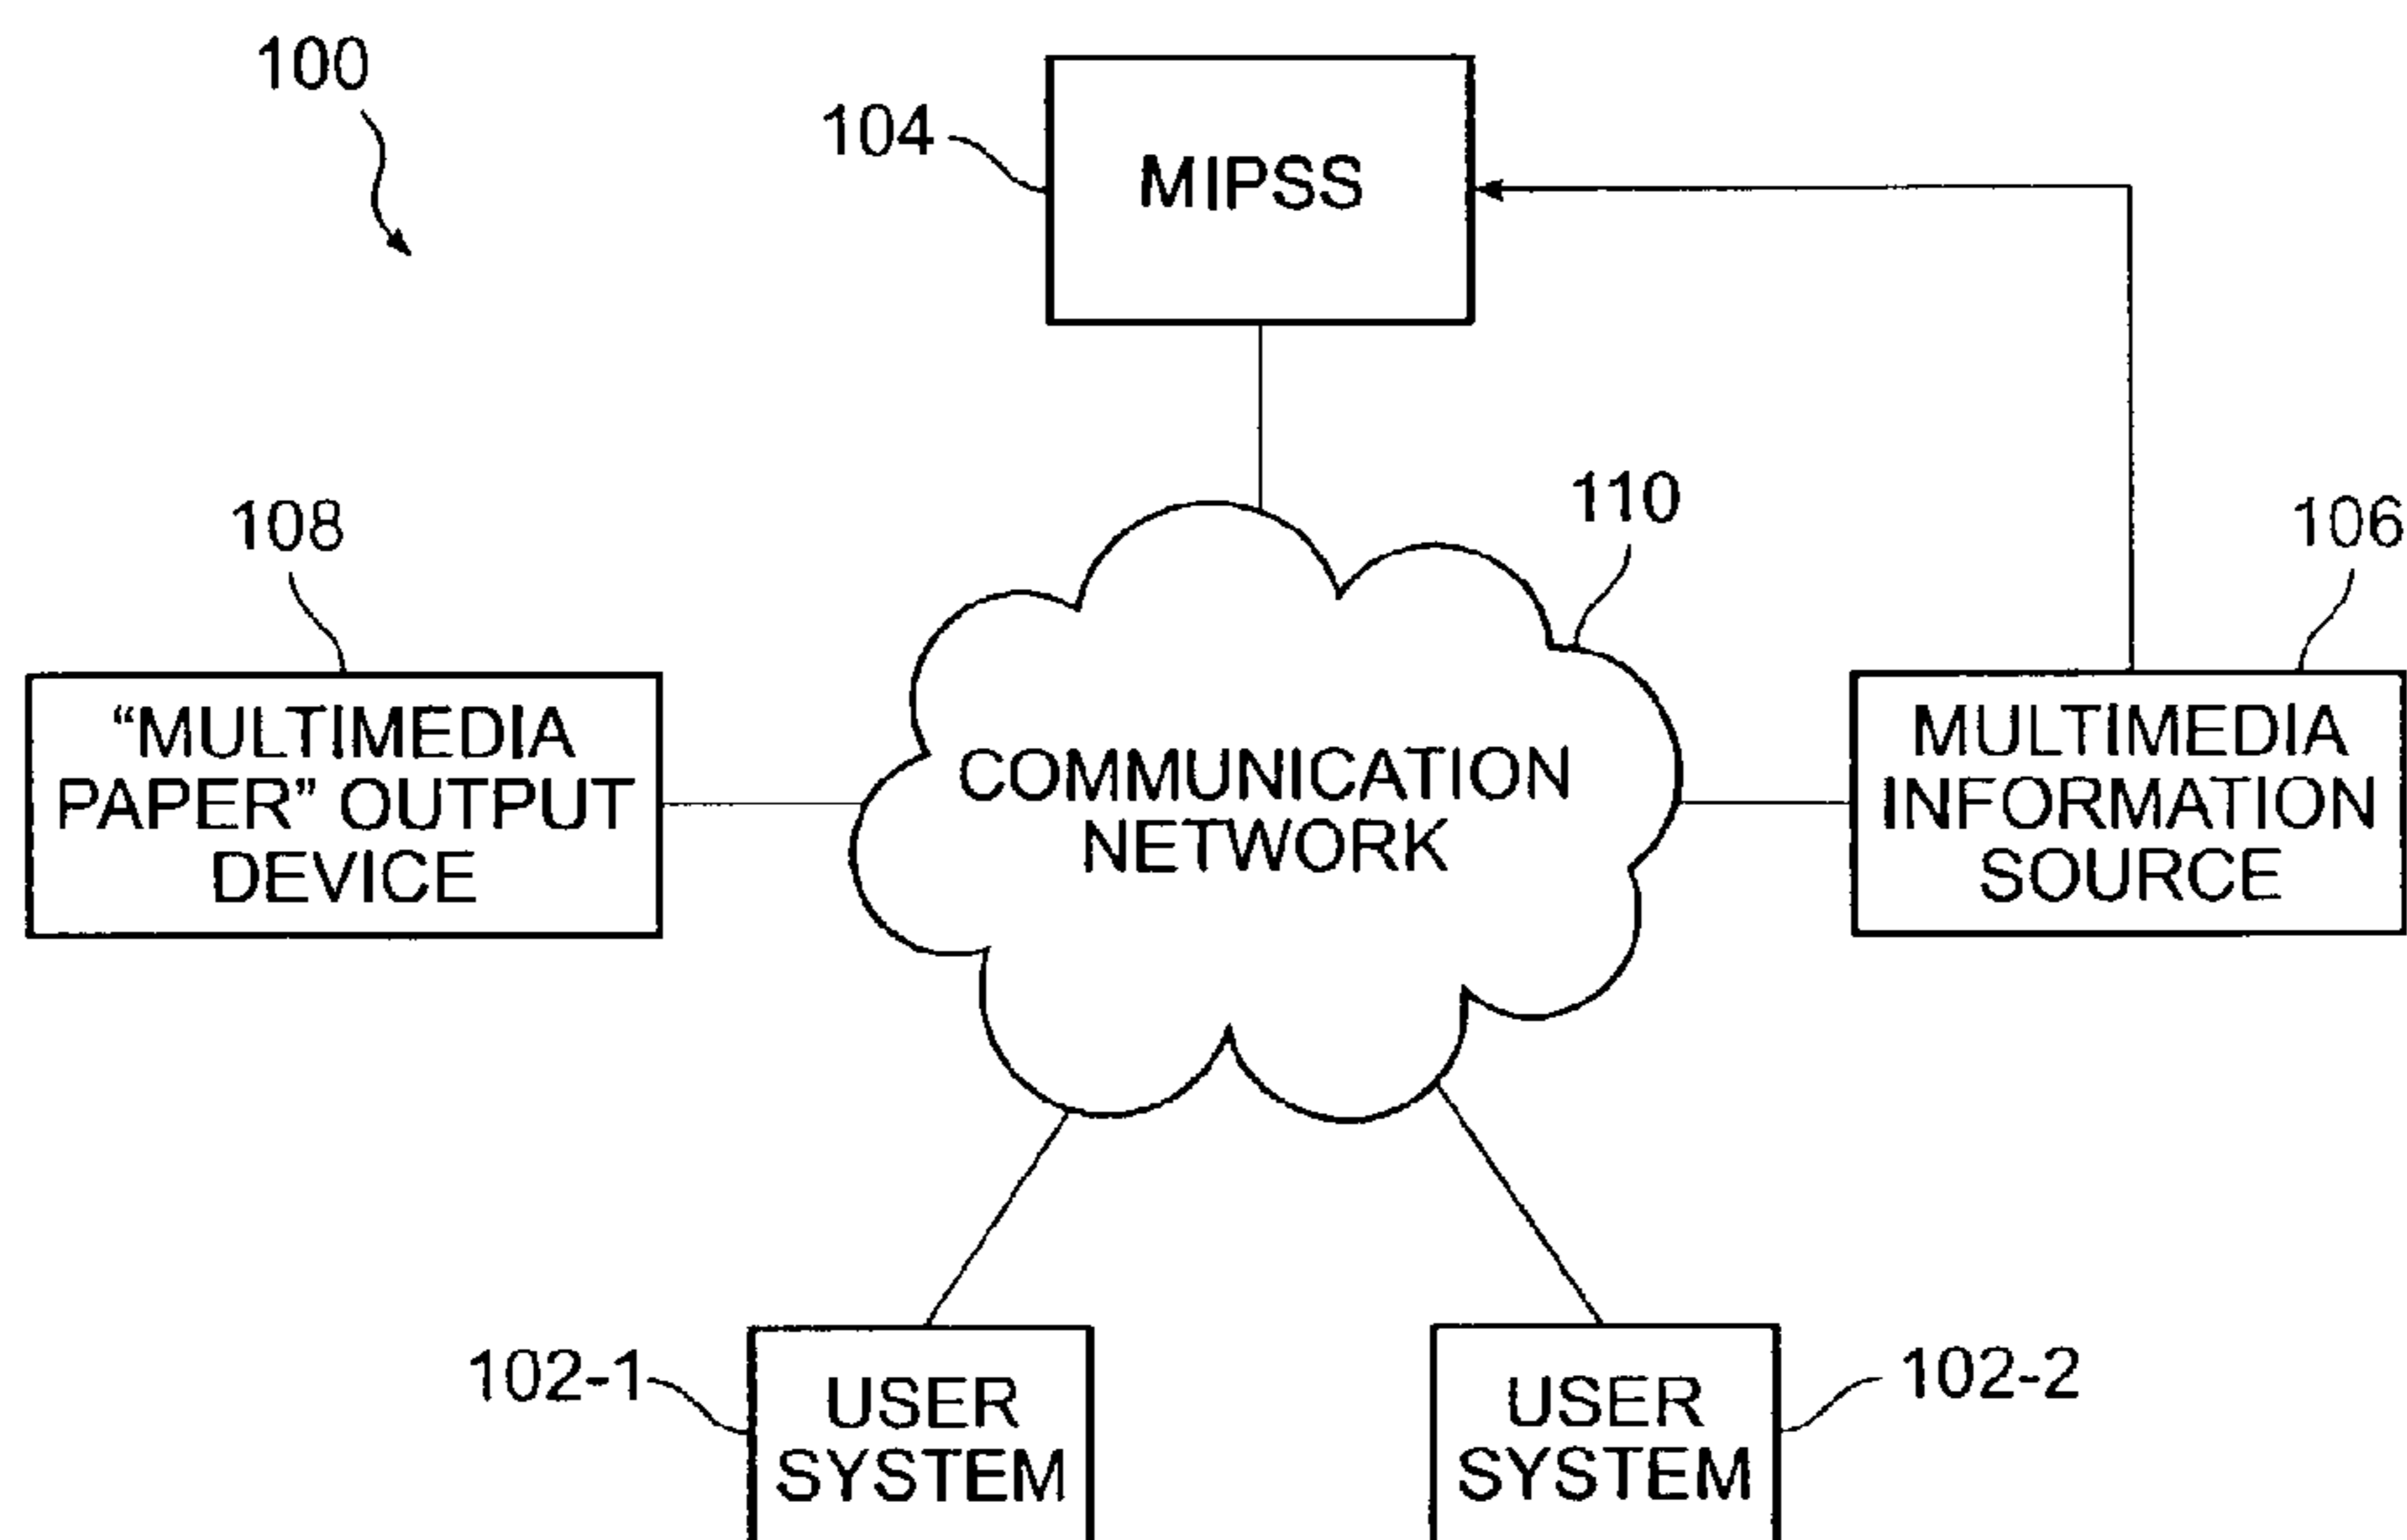 100
104
MIPSS
110
106
108
“MULTIMEDIA
PAPER” OUTPUT
DEVICE
COMMUNICATION
NETWORK
MULTIMEDIA
INFORMATION
SOURCE
102-1
USER
SYSTEM
USER
SYSTEM
102-2